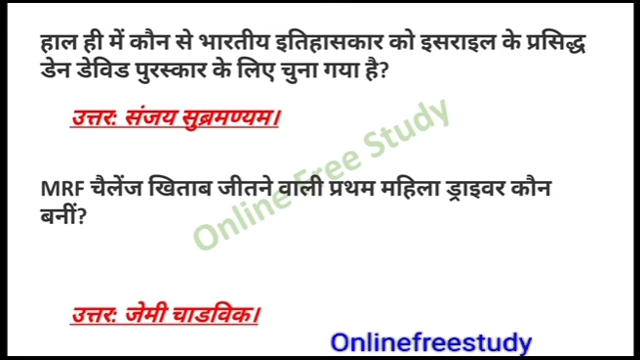 हाल ही में कौन से भारतीय इतिहासकार को इसराइल के प्रसिद्ध
डेन डेविड पुरस्कार के लिए चुना गया है?
उत्तर: संजय सुब्रमण्यम।
Online Free Study
MRF चैलेंज खिताब जीतने वाली प्रथम महिला ड्राइवर कौन
बनीं?
उत्तर: जेमी चाडविक।
Onlinefreestudy